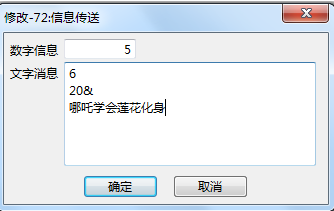 修改-72:信息传送
数字信息 5
文字消息
6
20&
哪吒学会莲花化身
确定 取消